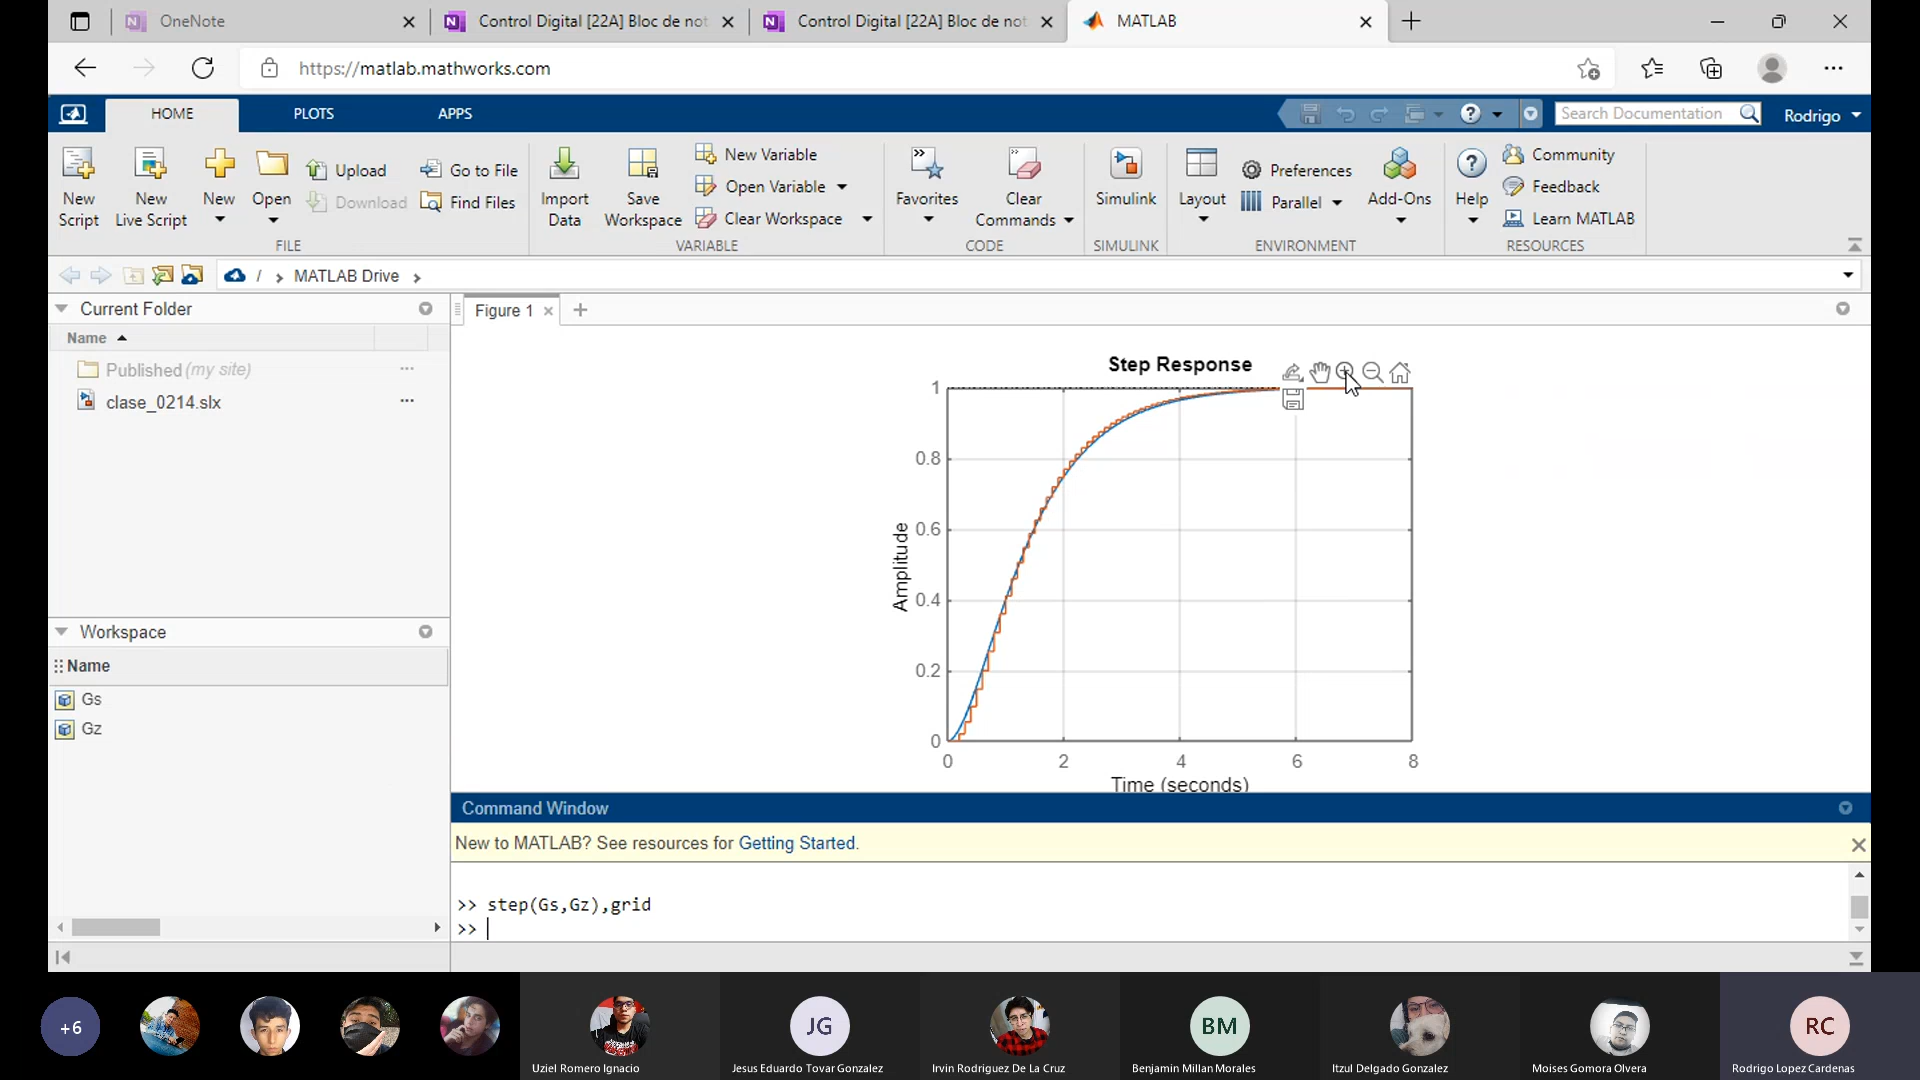 OneNote
Control Digital [22A] Bloc de not
Control Digital [22A] Bloc de not
MATLAB
https://matlab.mathworks.com
HOME
PLOTS
APPS
Search Documentation
Rodrigo
New Script
New Live Script
New
Open
Upload
Download
Go to File
Find Files
FILE
Import Data
Save Workspace
New Variable
Open Variable
Clear Workspace
VARIABLE
Favorites
Clear Commands
CODE
Simulink
SIMULINK
Layout
Preferences
Parallel
Add-Ons
ENVIRONMENT
Help
Community
Feedback
Learn MATLAB
RESOURCES
/ › MATLAB Drive ›
Current Folder
Name
Published (my site)
clase_0214.slx
Workspace
Name
Gs
Gz
Figure 1
Step Response
Amplitude
1
0.8
0.6
0.4
0.2
0
0 2 4 6 8
Time (seconds)
Command Window
New to MATLAB? See resources for Getting Started.
>> step(Gs,Gz),grid
>>
+6
JG
BM
RC
Uziel Romero Ignacio
Jesus Eduardo Tovar Gonzalez
Irvin Rodriguez De La Cruz
Benjamin Millan Morales
Itzul Delgado Gonzalez
Moises Gomora Olvera
Rodrigo Lopez Cardenas